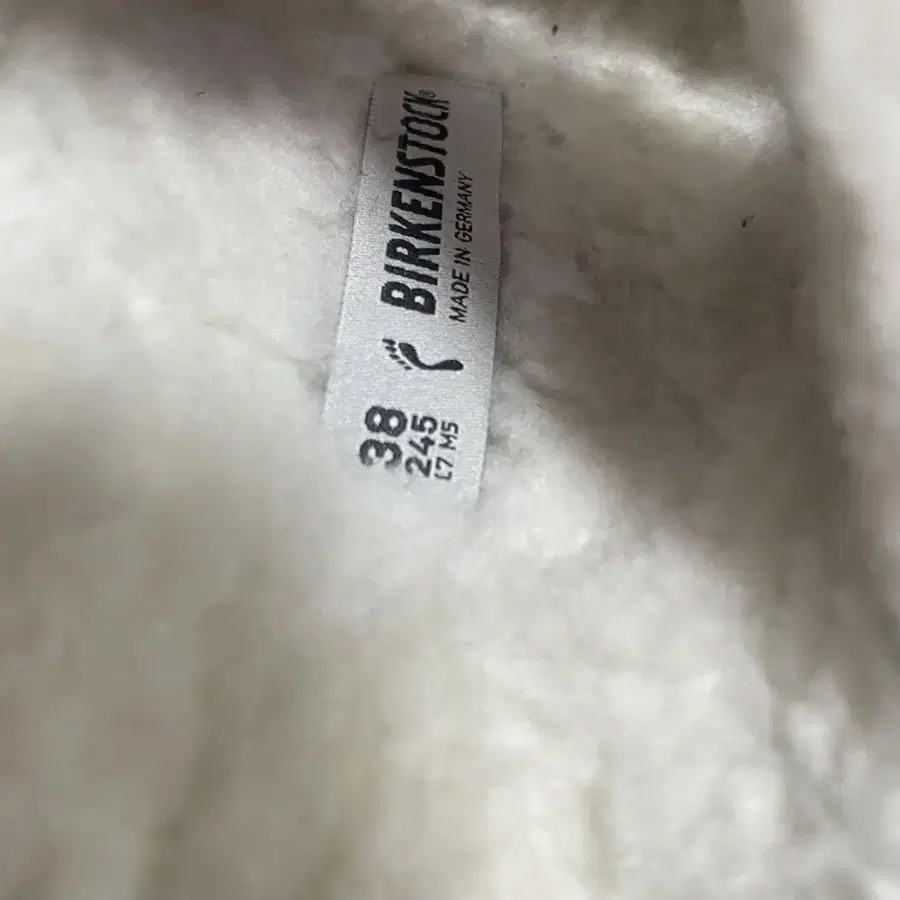 BIRKENSTOCK®
MADE IN GERMANY
38
245
L7 M5